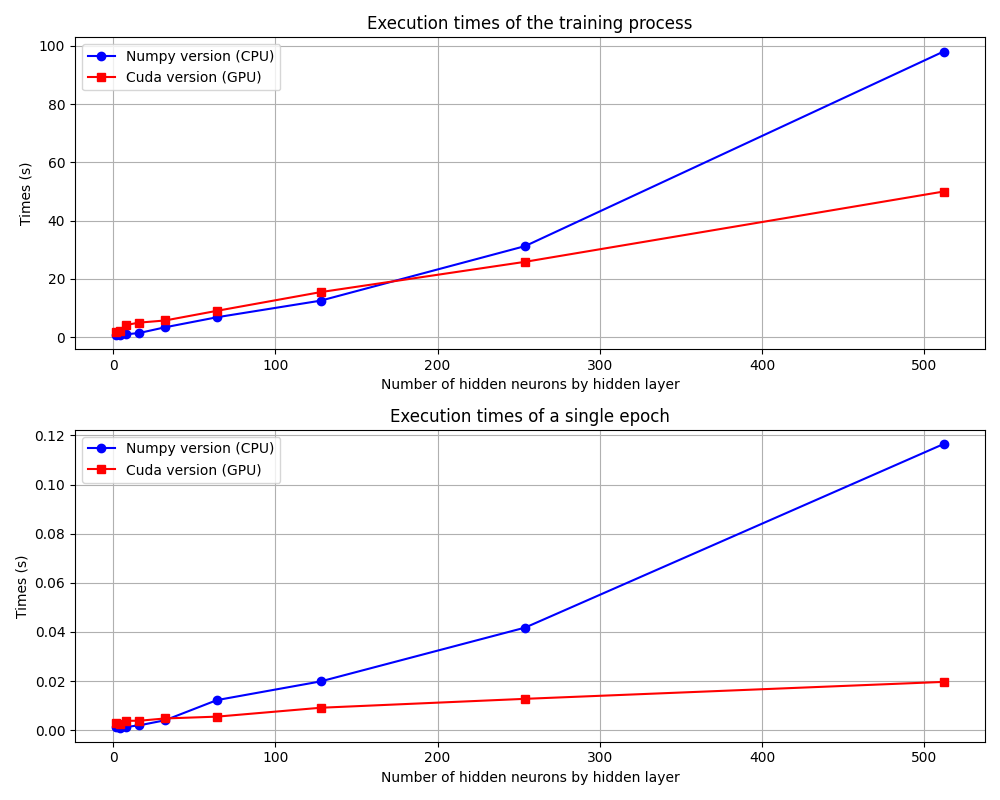 Execution times of the training process
Numpy version (CPU)
Cuda version (GPU)
100
80
60
40
20
0
Times (s)
0 100 200 300 400 500
Number of hidden neurons by hidden layer
Execution times of a single epoch
Numpy version (CPU)
Cuda version (GPU)
0.12
0.10
0.08
0.06
0.04
0.02
0.00
Times (s)
0 100 200 300 400 500
Number of hidden neurons by hidden layer